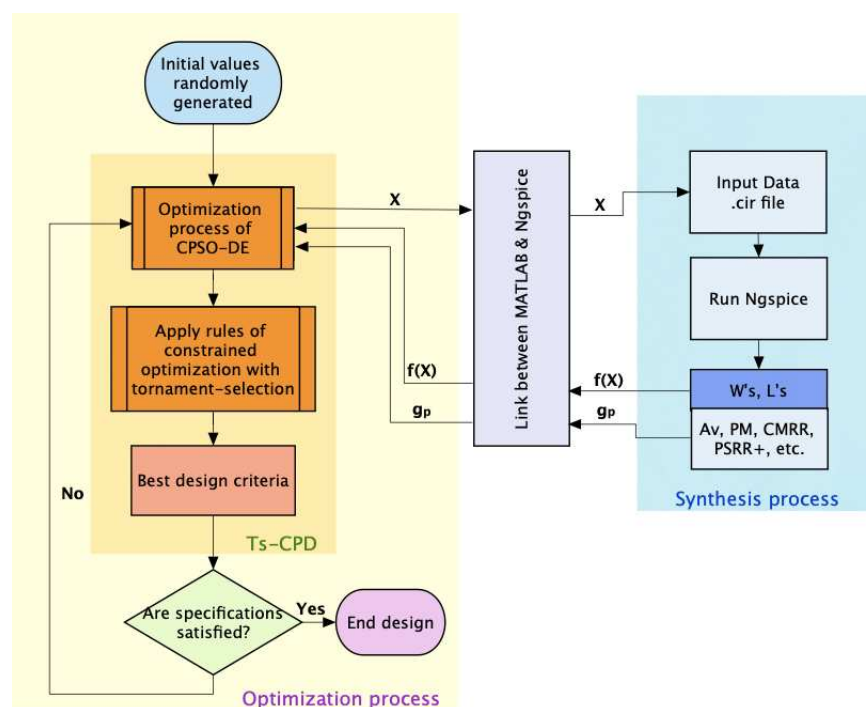 Initial values
randomly
generated
Optimization
process of
CPSO-DE
Apply rules of
constrained
optimization with
tornament-selection
Best design criteria
Ts-CPD
No
Are specifications
satisfied?
Yes
End design
Optimization process
X
f(X)
gp
Link between MATLAB & Ngspice
X
f(X)
gp
Input Data
.cir file
Run Ngspice
W's, L's
Av, PM, CMRR,
PSRR+, etc.
Synthesis process